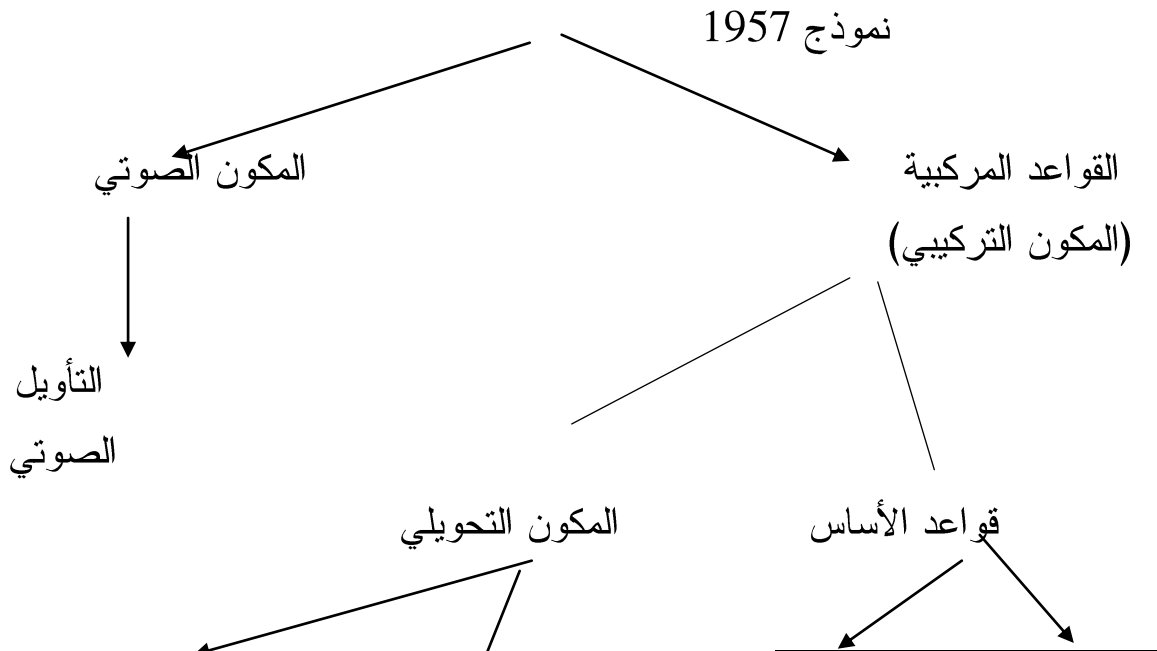 نموذج 1957
القواعد المركبية
(المكون التركيبي)
المكون الصوتي
التأويل
الصوتي
قواعد الأساس
المكون التحويلي